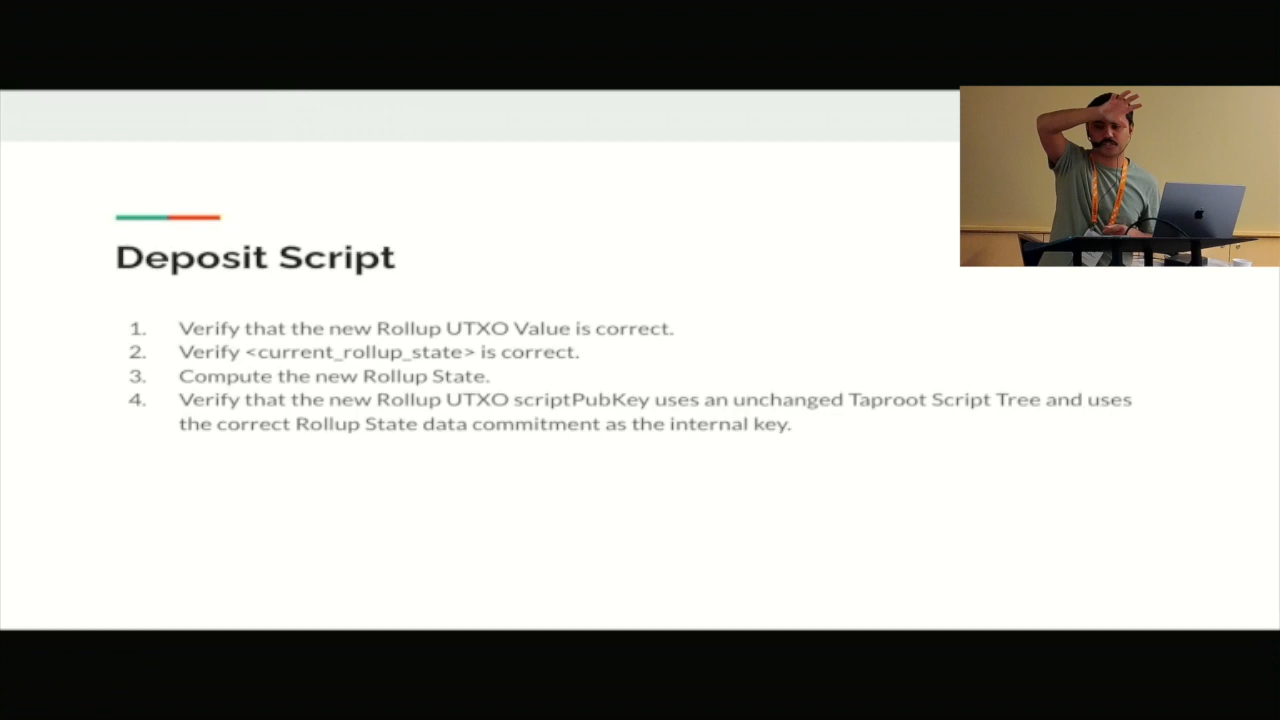 Deposit Script
1. Verify that the new Rollup UTXO Value is correct.
2. Verify <current_rollup_state> is correct.
3. Compute the new Rollup State.
4. Verify that the new Rollup UTXO scriptPubKey uses an unchanged Taproot Script Tree and uses
the correct Rollup State data commitment as the internal key.